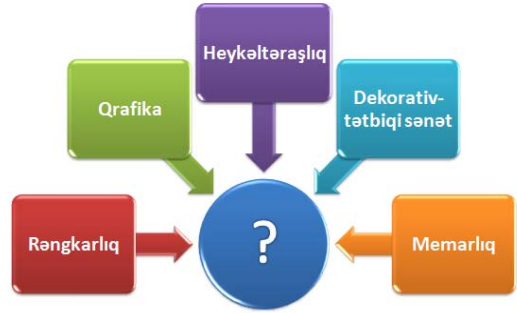 Heykəltəraşlıq
Qrafika
Dekorativ-
tətbiqi sənət
Rəngkarlıq
?
Memarlıq